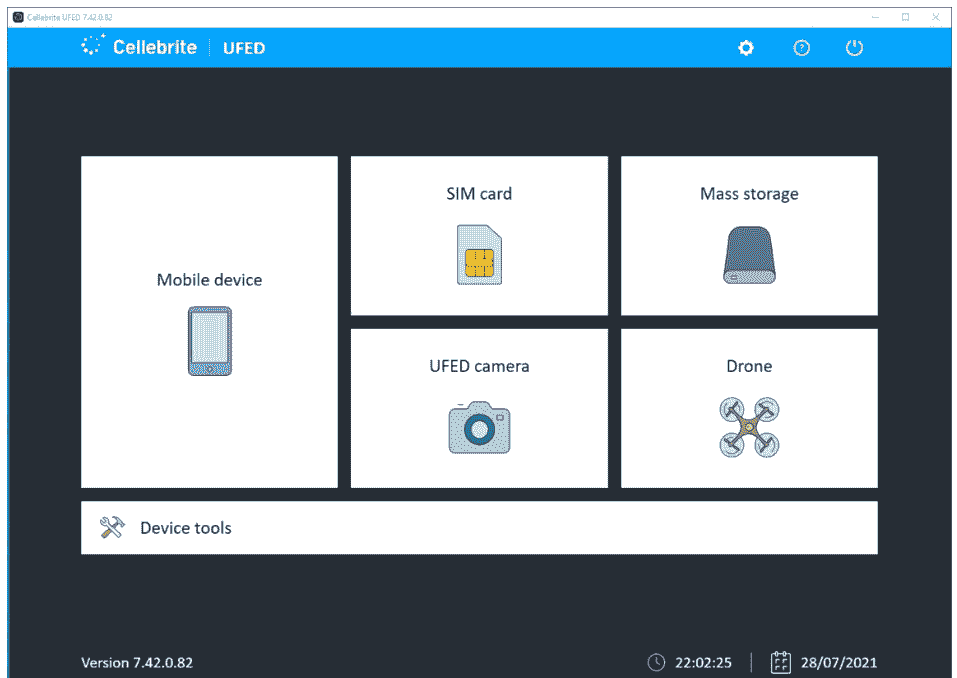 Cellebrite UFED 7.42.0.82
Cellebrite UFED
Mobile device
SIM card
Mass storage
UFED camera
Drone
Device tools
Version 7.42.0.82
22:02:25
28/07/2021